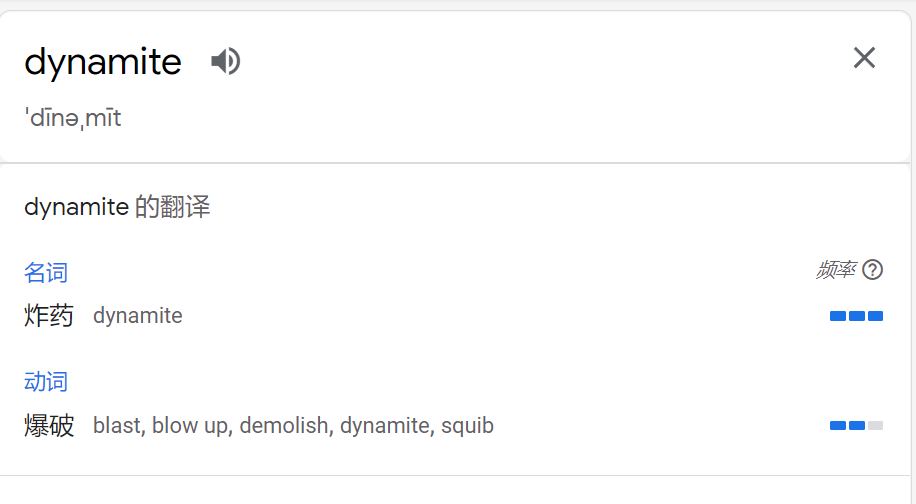 dynamite
ˈdīnəˌmīt
dynamite 的翻译
名词 频率
炸药 dynamite
动词
爆破 blast, blow up, demolish, dynamite, squib